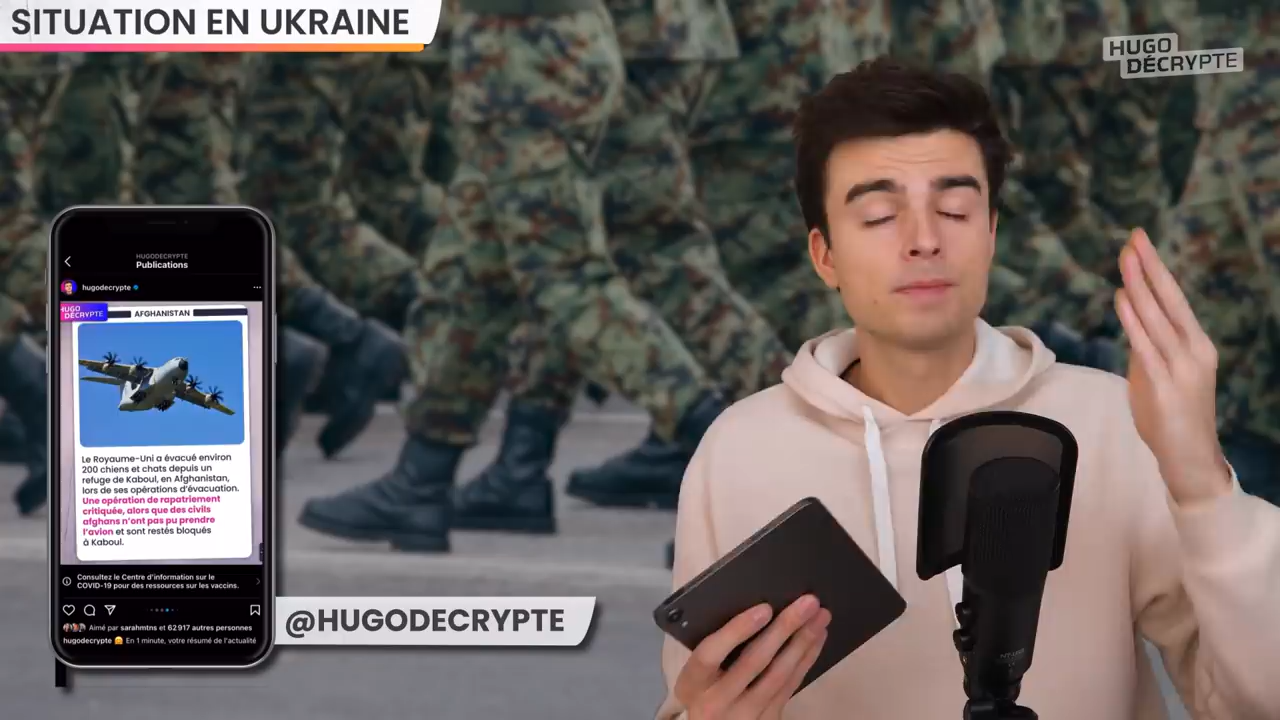 SITUATION EN UKRAINE
HUGO
DÉCRYPTE
HUGODECRYPTE
Publications
hugodecrypte
HUGO
DÉCRYPTE
AFGHANISTAN
Le Royaume-Uni a évacué environ
200 chiens et chats depuis un
refuge de Kaboul, en Afghanistan,
lors de ses opérations d'évacuation.
Une opération de rapatriement
critiquée, alors que des civils
afghans n'ont pas pu prendre
l'avion et sont restés bloqués
à Kaboul.
Consultez le Centre d'information sur le
COVID-19 pour des ressources sur les vaccins.
Aimé par sarahmtns et 62 917 autres personnes
hugodecrypte En 1 minute, votre résumé de l'actualité
@HUGODECRYPTE